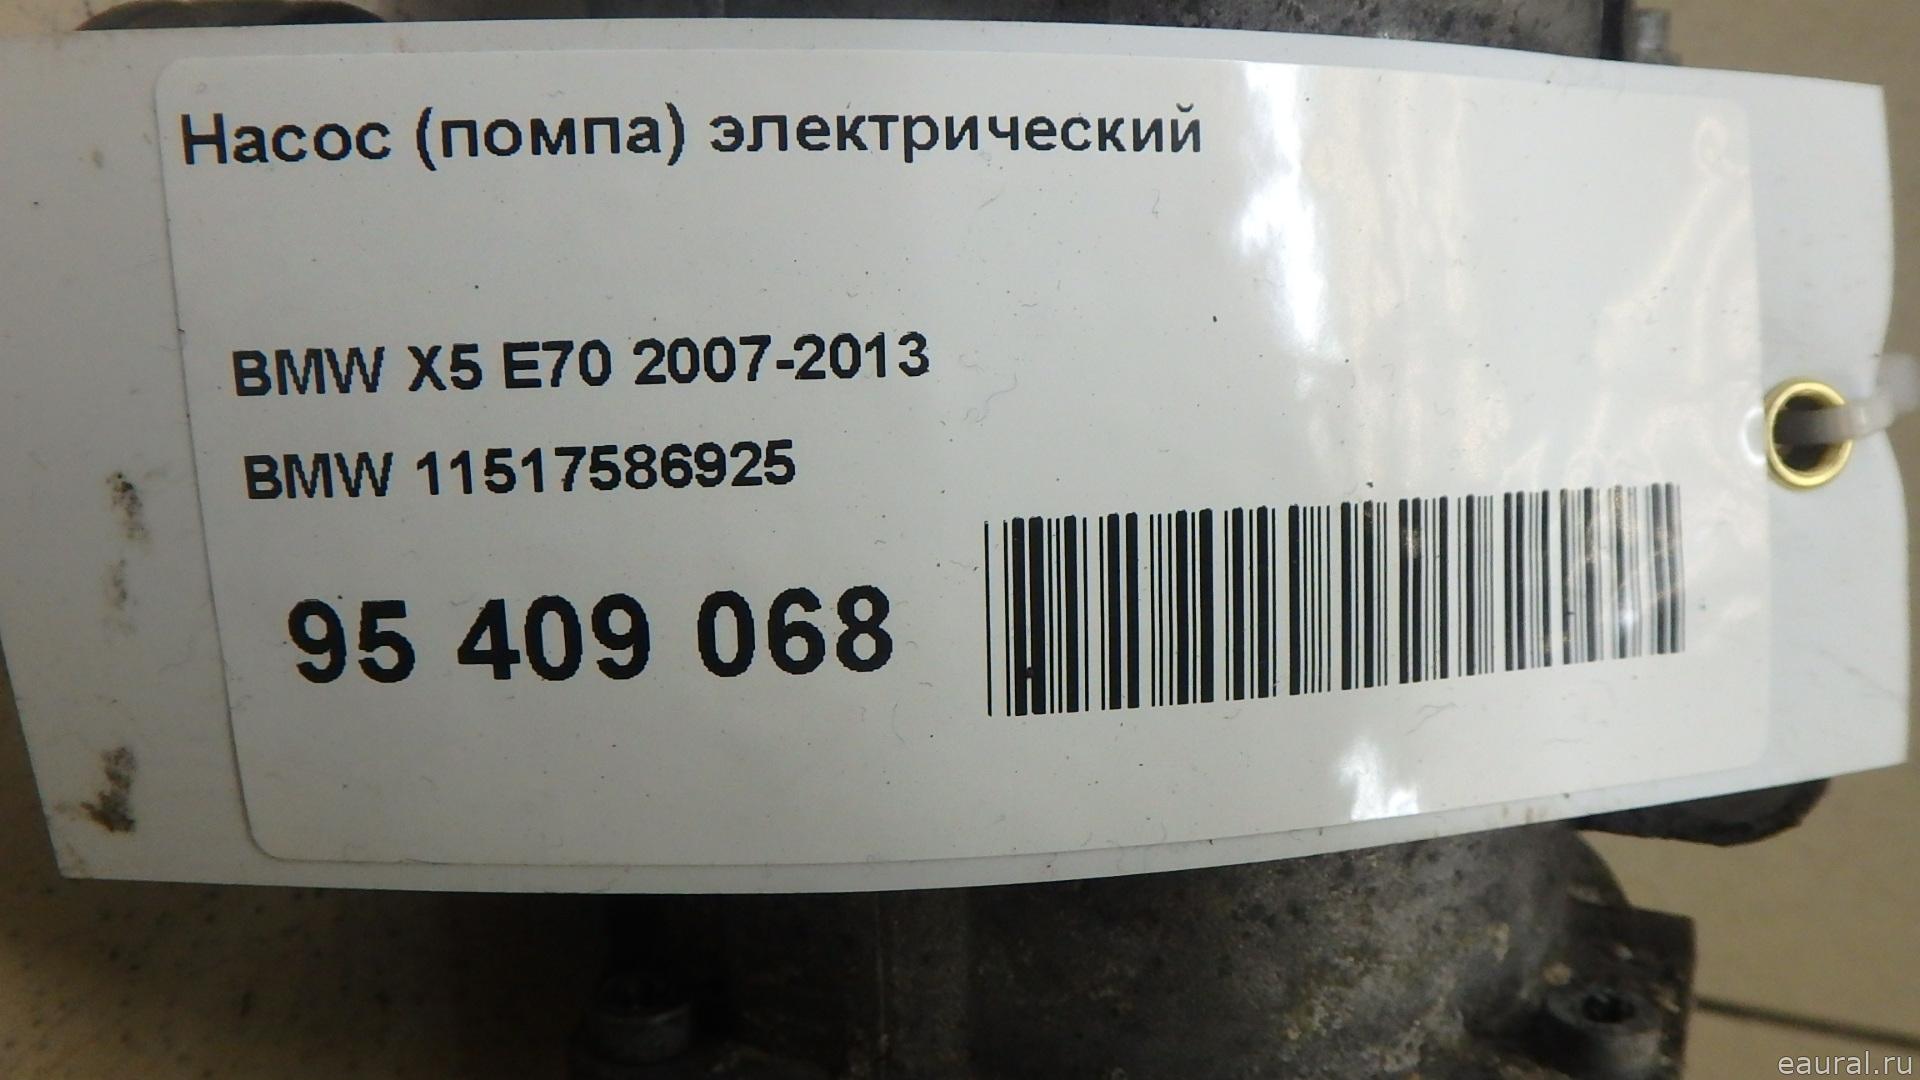 Насос (помпа) электрический
BMW X5 E70 2007-2013
BMW 11517586925
95 409 068
eaural.ru